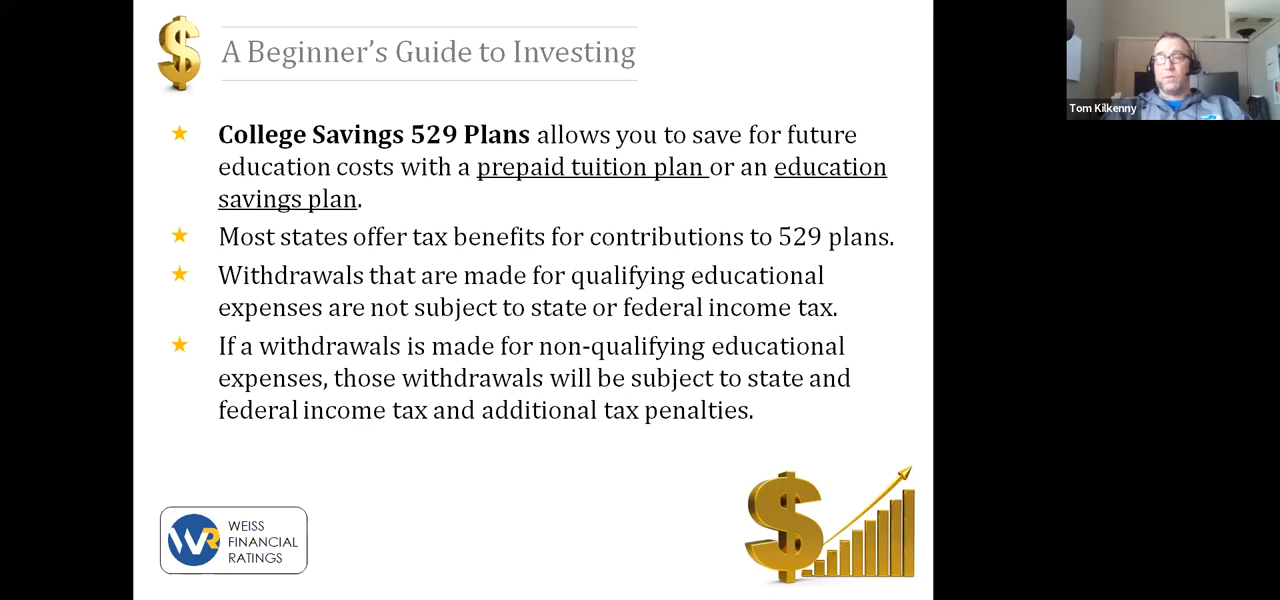 A Beginner’s Guide to Investing
College Savings 529 Plans allows you to save for future
education costs with a prepaid tuition plan or an education
savings plan.
Most states offer tax benefits for contributions to 529 plans.
Withdrawals that are made for qualifying educational
expenses are not subject to state or federal income tax.
If a withdrawals is made for non-qualifying educational
expenses, those withdrawals will be subject to state and
federal income tax and additional tax penalties.
WR
WEISS
FINANCIAL
RATINGS
Tom Kilkenny